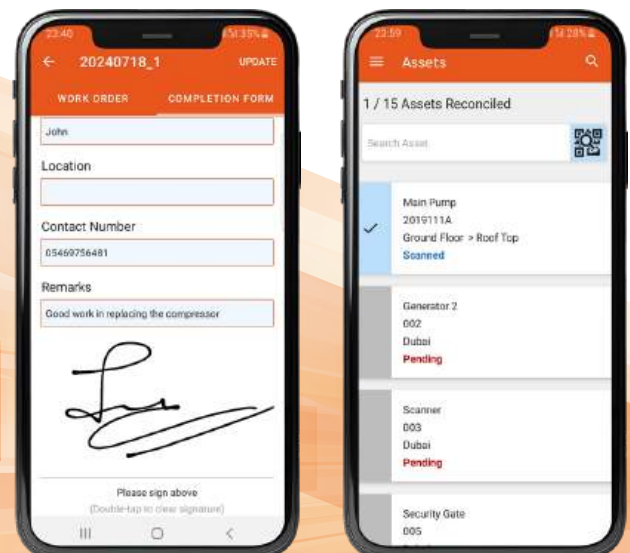 23:40
35%
20240718_1
UPDATE
WORK ORDER
COMPLETION FORM
John
Location
Contact Number
05469756481
Remarks
Good work in replacing the compressor
Please sign above
(Double-tap to clear signature)
23:59
28%
Assets
1 / 15 Assets Reconciled
Search Asset
Main Pump
2019111A
Ground Floor > Roof Top
Scanned
Generator 2
002
Dubai
Pending
Scanner
003
Dubai
Pending
Security Gate
005